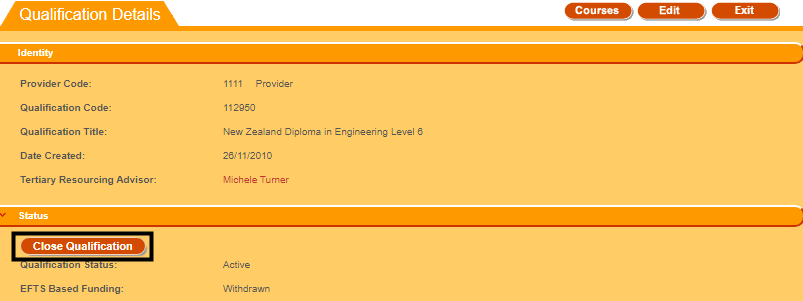 Qualification Details Courses Edit Exit
Identity
Provider Code: 1111 Provider
Qualification Code: 112950
Qualification Title: New Zealand Diploma in Engineering Level 6
Date Created: 26/11/2010
Tertiary Resourcing Advisor: Michele Turner
Status
Close Qualification
Qualification Status: Active
EFTS Based Funding: Withdrawn